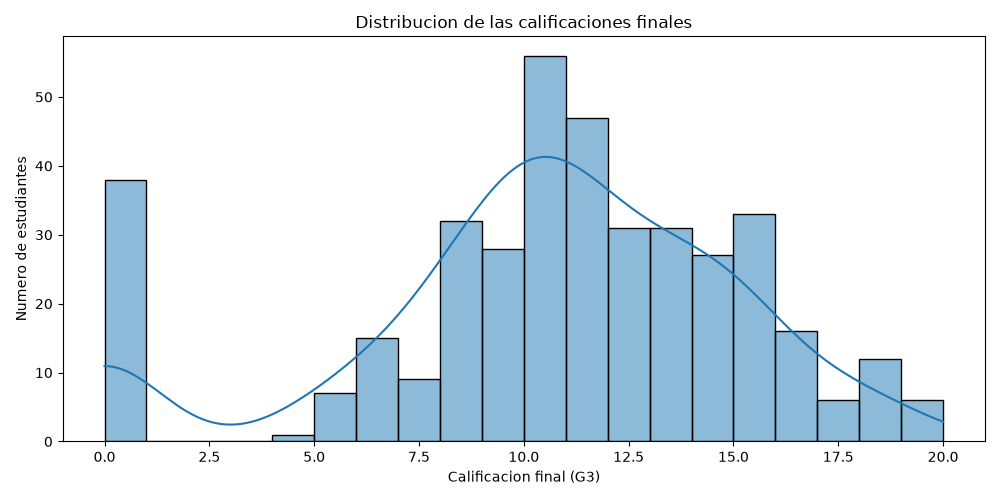 Distribucion de las calificaciones finales
Numero de estudiantes
50
40
30
20
10
0
0.0 2.5 5.0 7.5 10.0 12.5 15.0 17.5 20.0
Calificacion final (G3)